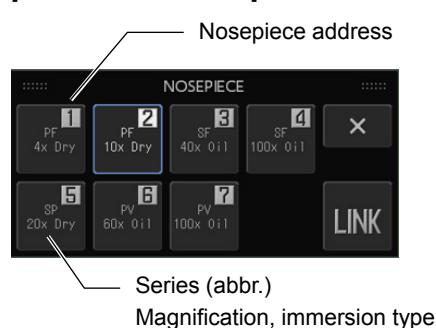 Nosepiece address
NOSEPIECE
1
PF
4x Dry
2
PF
10x Dry
3
SF
40x Oil
4
SF
100x Oil
×
5
SP
20x Dry
6
PV
60x Oil
7
PV
100x Oil
LINK
Series (abbr.)
Magnification, immersion type